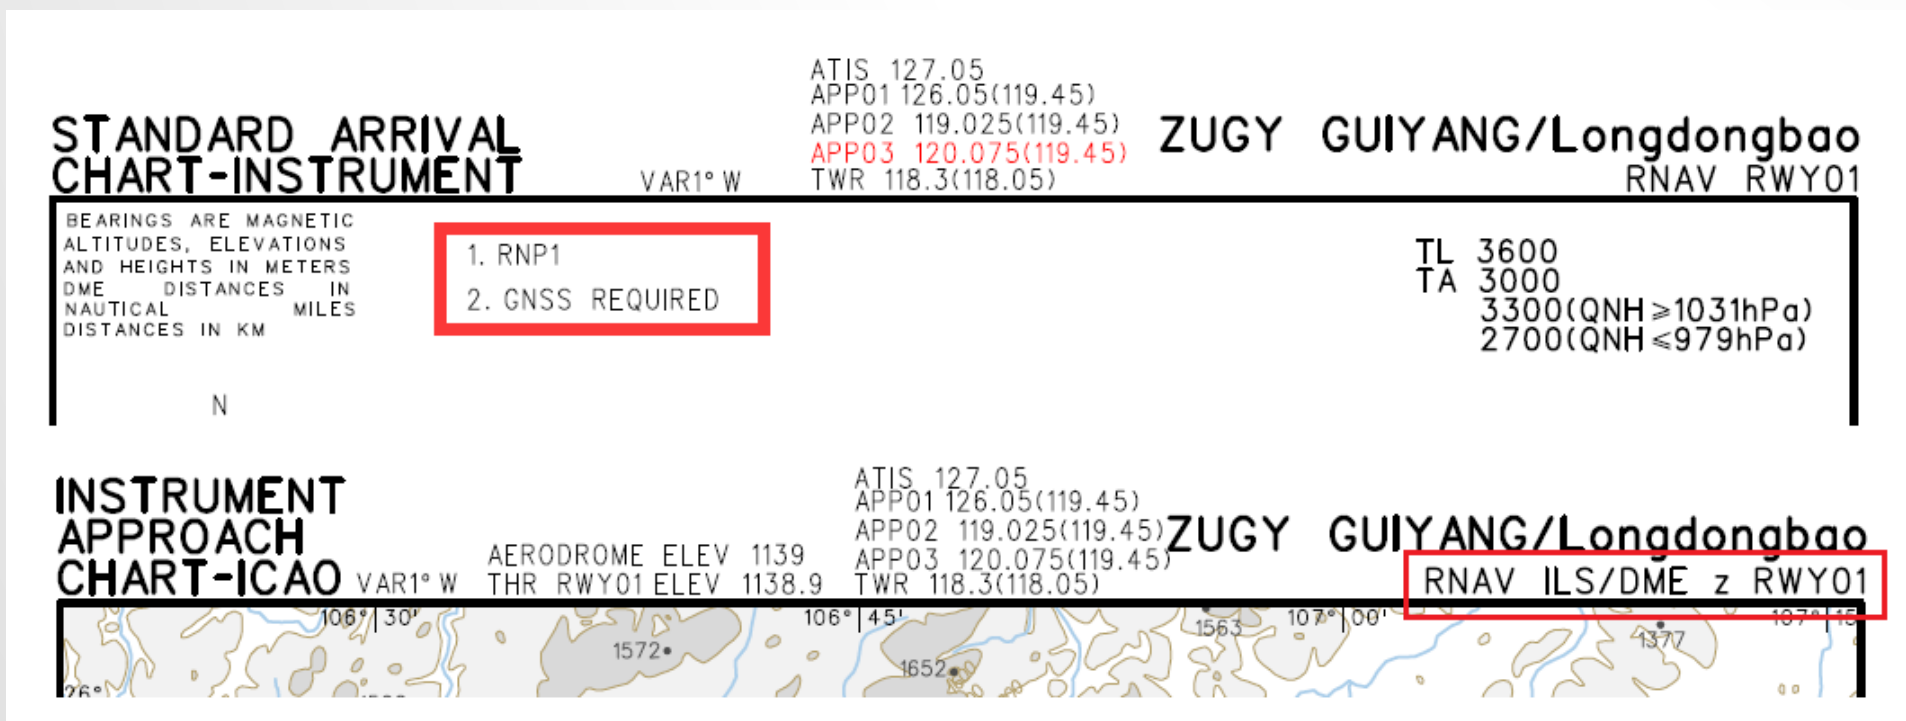 ATIS 127.05
APP01 126.05(119.45)
APP02 119.025(119.45)
APP03 120.075(119.45)
TWR 118.3(118.05)
STANDARD ARRIVAL
CHART-INSTRUMENT
VAR1° W
ZUGY GUIYANG/Longdongbao
RNAV RWY01
BEARINGS ARE MAGNETIC
ALTITUDES, ELEVATIONS
AND HEIGHTS IN METERS
DME DISTANCES IN
NAUTICAL MILES
DISTANCES IN KM
1. RNP1
2. GNSS REQUIRED
TL 3600
TA 3000
3300(QNH≥1031hPa)
2700(QNH≤979hPa)
N
INSTRUMENT
APPROACH
CHART-ICAO
VAR1° W
AERODROME ELEV 1139
THR RWY01 ELEV 1138.9
ATIS 127.05
APP01 126.05(119.45)
APP02 119.025(119.45)
APP03 120.075(119.45)
TWR 118.3(118.05)
ZUGY GUIYANG/Longdongbao
RNAV ILS/DME z RWY01
106° 30'
106° 45'
107° 00'
1572
1652
1563
1377
26°